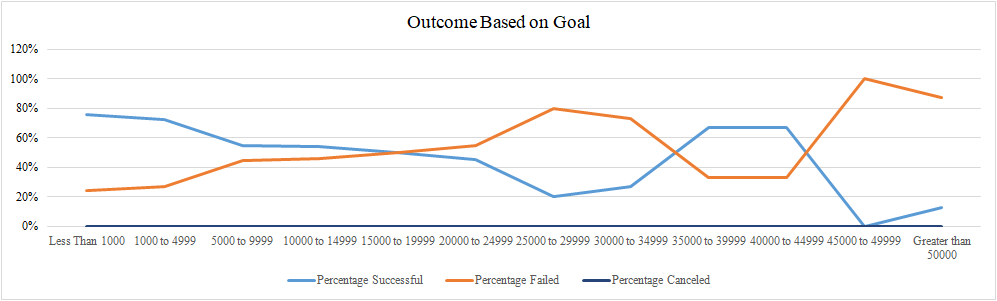 Outcome Based on Goal
120%
100%
80%
60%
40%
20%
0%
Less Than 1000 1000 to 4999 5000 to 9999 10000 to 14999 15000 to 19999 20000 to 24999 25000 to 29999 30000 to 34999 35000 to 39999 40000 to 44999 45000 to 49999 Greater than
50000
Percentage Successful Percentage Failed Percentage Canceled